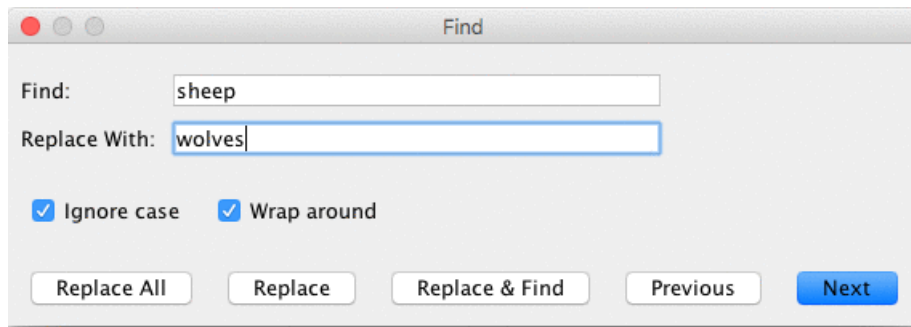 Find
Find: sheep
Replace With: wolves
Ignore case Wrap around
Replace All Replace Replace & Find Previous Next